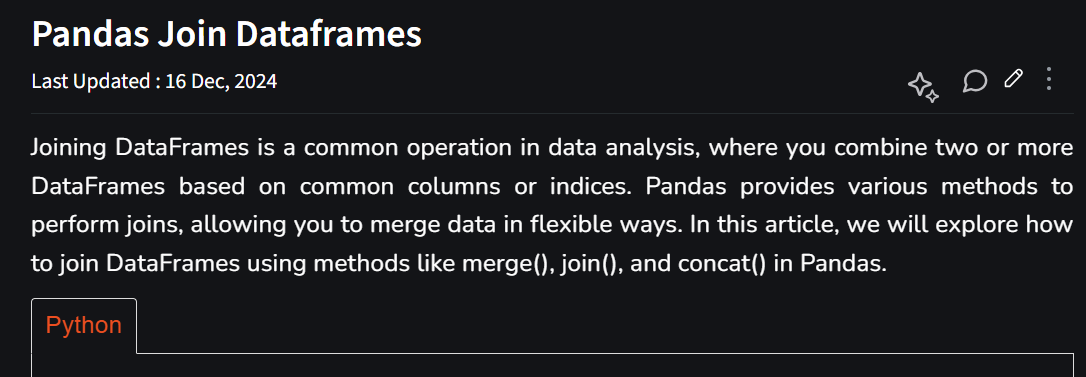 Pandas Join Dataframes
Last Updated : 16 Dec, 2024
Joining DataFrames is a common operation in data analysis, where you combine two or more
DataFrames based on common columns or indices. Pandas provides various methods to
perform joins, allowing you to merge data in flexible ways. In this article, we will explore how
to join DataFrames using methods like merge(), join(), and concat() in Pandas.
Python